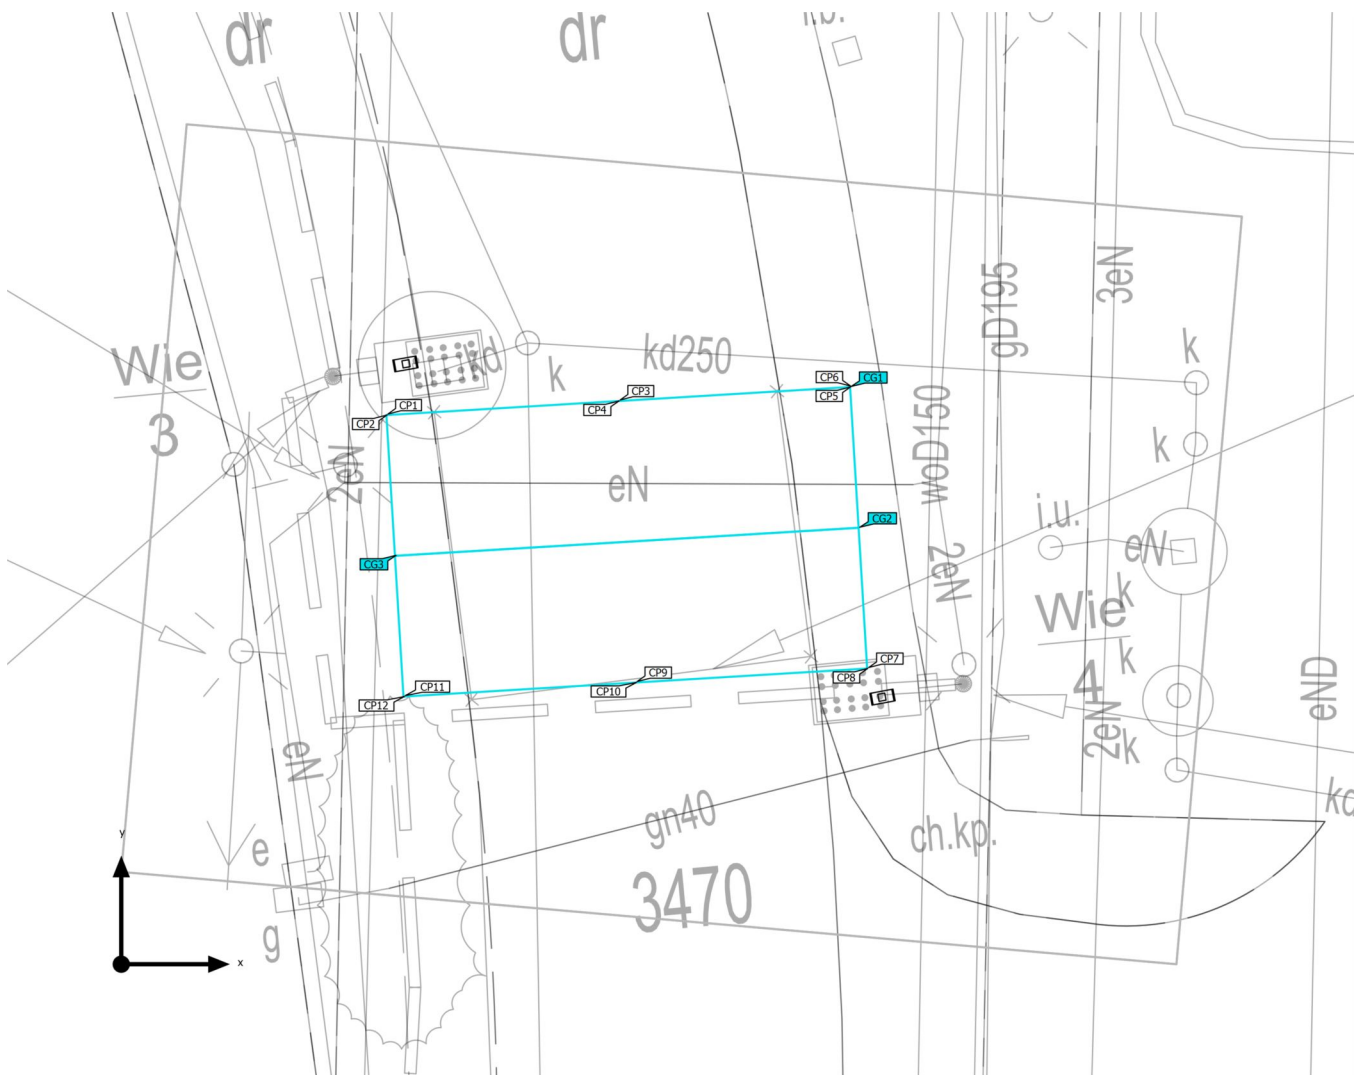 dr
dr
i.b.
3eN
gD195
Wie
3
kd
k
kd250
k
CP6
CG1
CP5
CP3
CP4
CP1
CP2
2eN
eN
woD150
k
i.u.
eN
CG2
CG3
2eN
k
Wie
4
k
CP7
CP8
CP9
CP10
CP11
CP12
eN
2eN
k
eND
kd
y
e
gn40
ch.kp.
3470
g
x